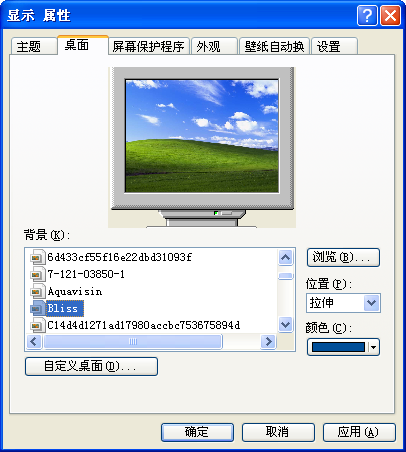 显示 属性
主题 桌面 屏幕保护程序 外观 壁纸自动换 设置
背景(K):
6d433cf55f16e22dbd31093f
7-121-03850-1
Aquavisin
Bliss
C14d4d1271ad17980accbc753675894d
浏览(B)...
位置(P):
拉伸
颜色(C):
自定义桌面(D)...
确定 取消 应用(A)